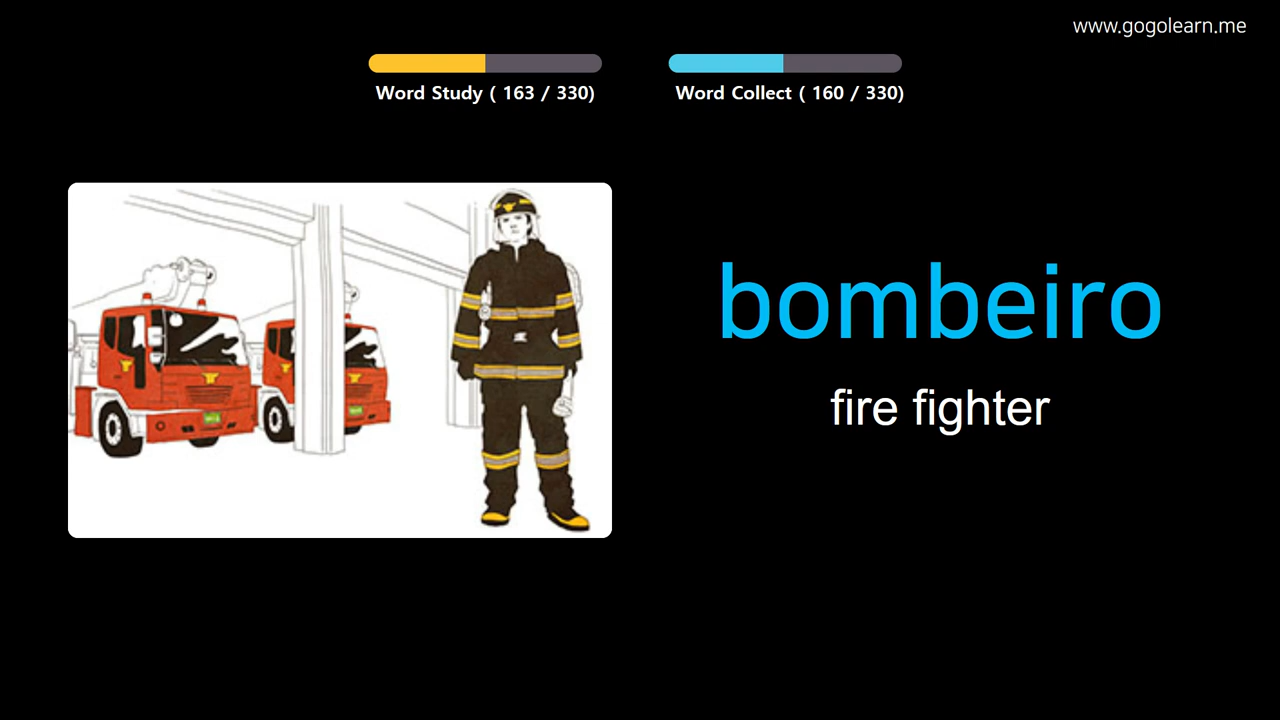 www.gogolearn.me
Word Study ( 163 / 330)
Word Collect ( 160 / 330)
bombeiro
fire fighter